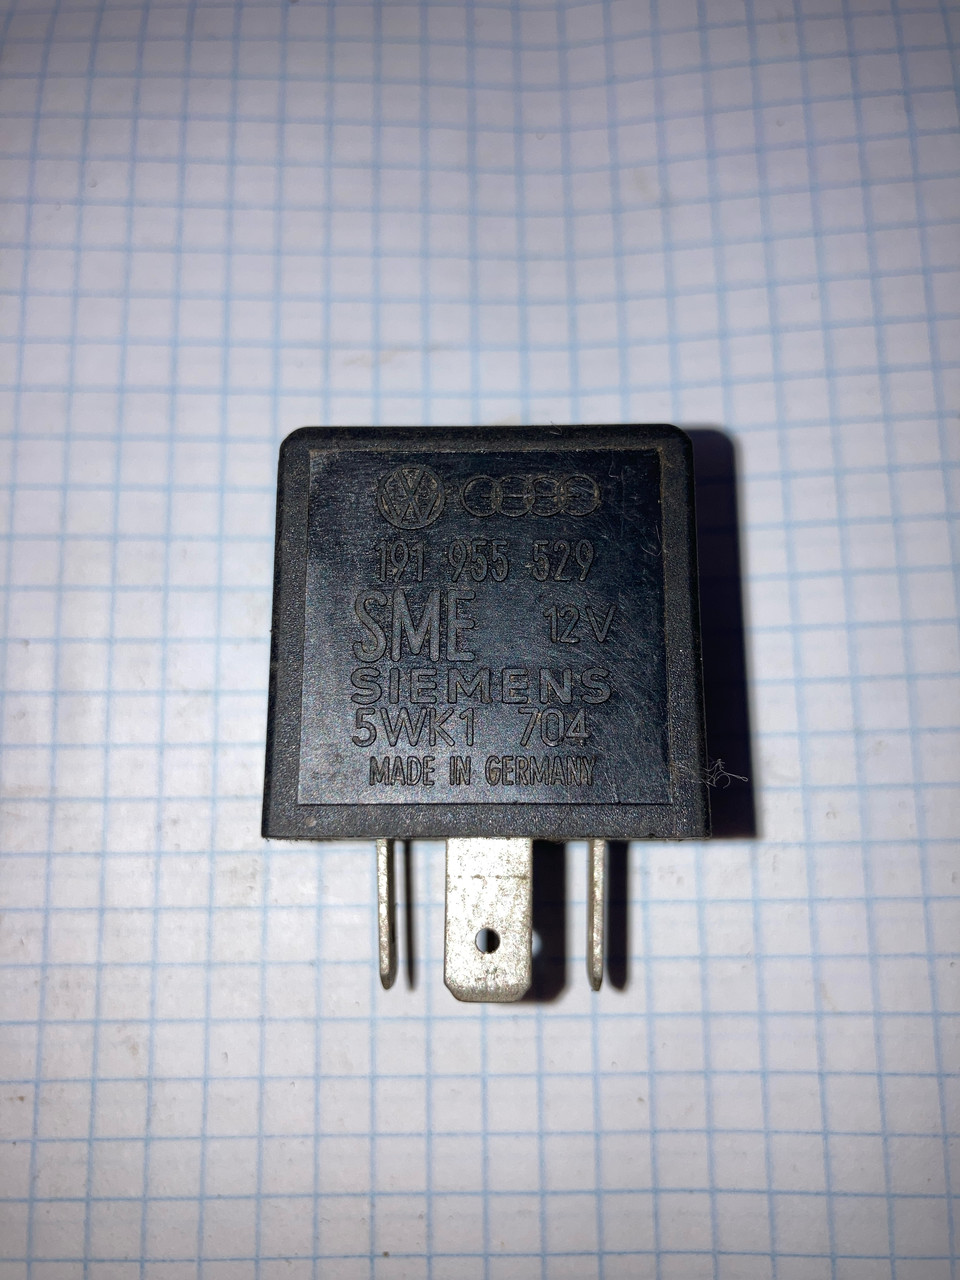 191 955 529
SME 12V
SIEMENS
5WK1 704
MADE IN GERMANY